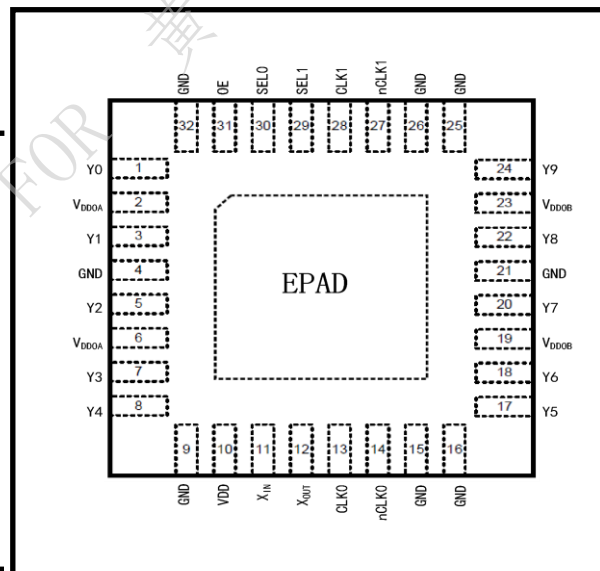 FOR 黄
GND OE SEL0 SEL1 CLK1 nCLK1 GND GND
32 31 30 29 28 27 26 25
Y0 1 24 Y9
VDDOA 2 23 VDDOB
Y1 3 22 Y8
GND 4 21 GND
Y2 5 20 Y7
VDDOA 6 19 VDDOB
Y3 7 18 Y6
Y4 8 17 Y5
EPAD
9 10 11 12 13 14 15 16
GND VDD XIN XOUT CLK0 nCLK0 GND GND